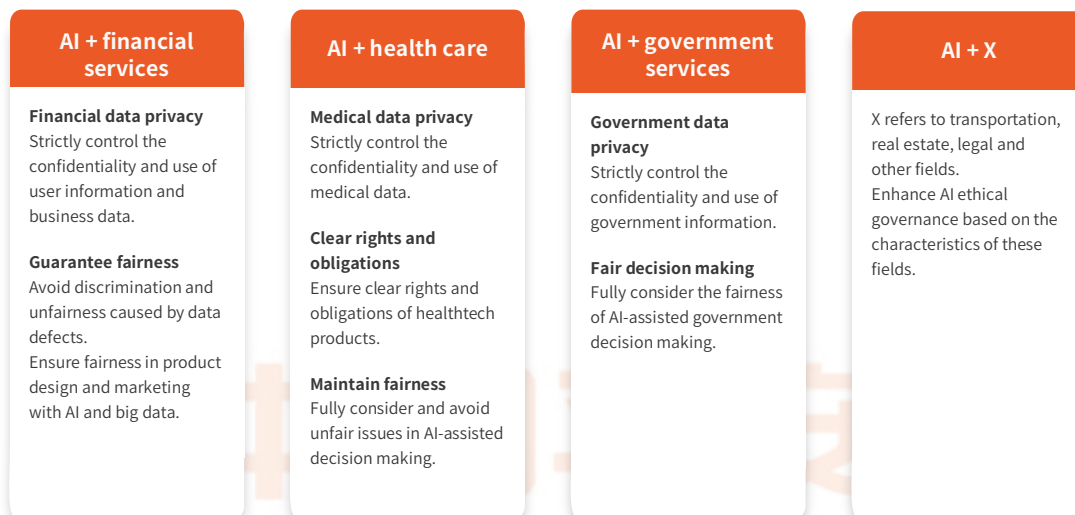 AI + financial
services
Financial data privacy
Strictly control the
confidentiality and use of
user information and
business data.
Guarantee fairness
Avoid discrimination and
unfairness caused by data
defects.
Ensure fairness in product
design and marketing
with AI and big data.
AI + health care
Medical data privacy
Strictly control the
confidentiality and use of
medical data.
Clear rights and
obligations
Ensure clear rights and
obligations of healthtech
products.
Maintain fairness
Fully consider and avoid
unfair issues in AI-assisted
decision making.
AI + government
services
Government data
privacy
Strictly control the
confidentiality and use of
government information.
Fair decision making
Fully consider the fairness
of AI-assisted government
decision making.
AI + X
X refers to transportation,
real estate, legal and
other fields.
Enhance AI ethical
governance based on the
characteristics of these
fields.